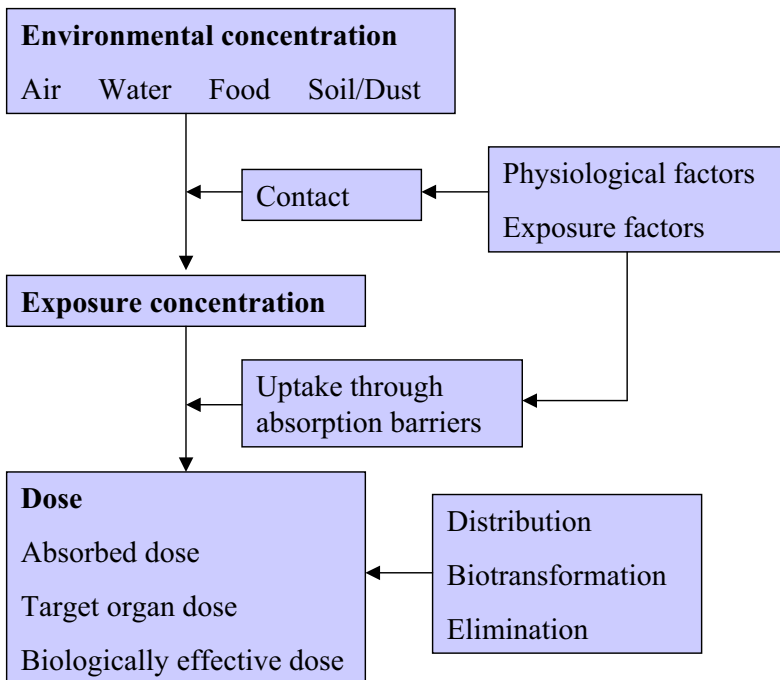 Environmental concentration
Air Water Food Soil/Dust
Contact
Physiological factors
Exposure factors
Exposure concentration
Uptake through
absorption barriers
Dose
Absorbed dose
Target organ dose
Biologically effective dose
Distribution
Biotransformation
Elimination